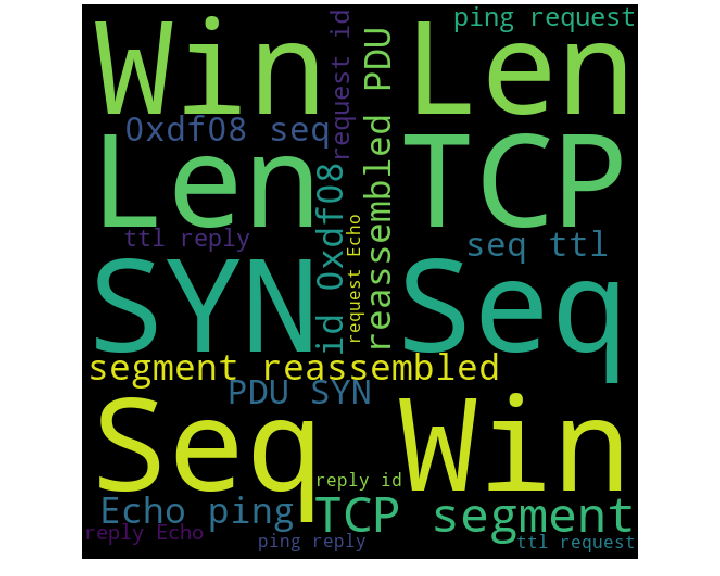 ping request
Win
Len
request id
reassembled PDU
0xdf08 seq
Len
TCP
id 0xdf08
request Echo
ttl reply
seq ttl
SYN
Seq
segment reassembled
PDU SYN
Seq
Win
reply id
Echo ping
TCP segment
reply Echo
ping reply
ttl request